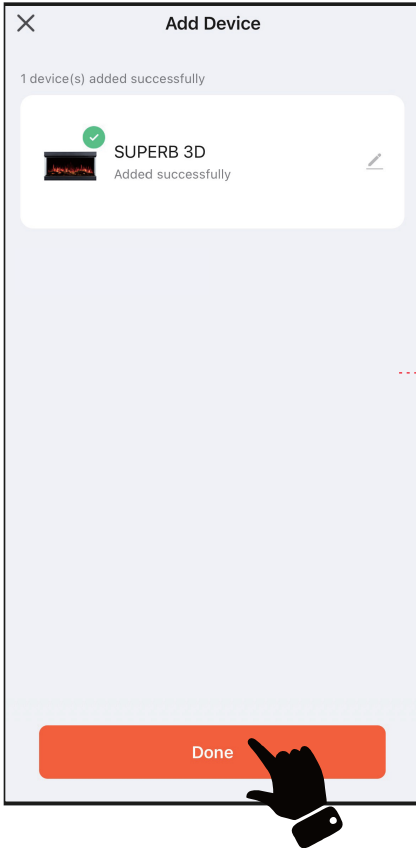 Add Device
1 device(s) added successfully
SUPERB 3D
Added successfully
Done